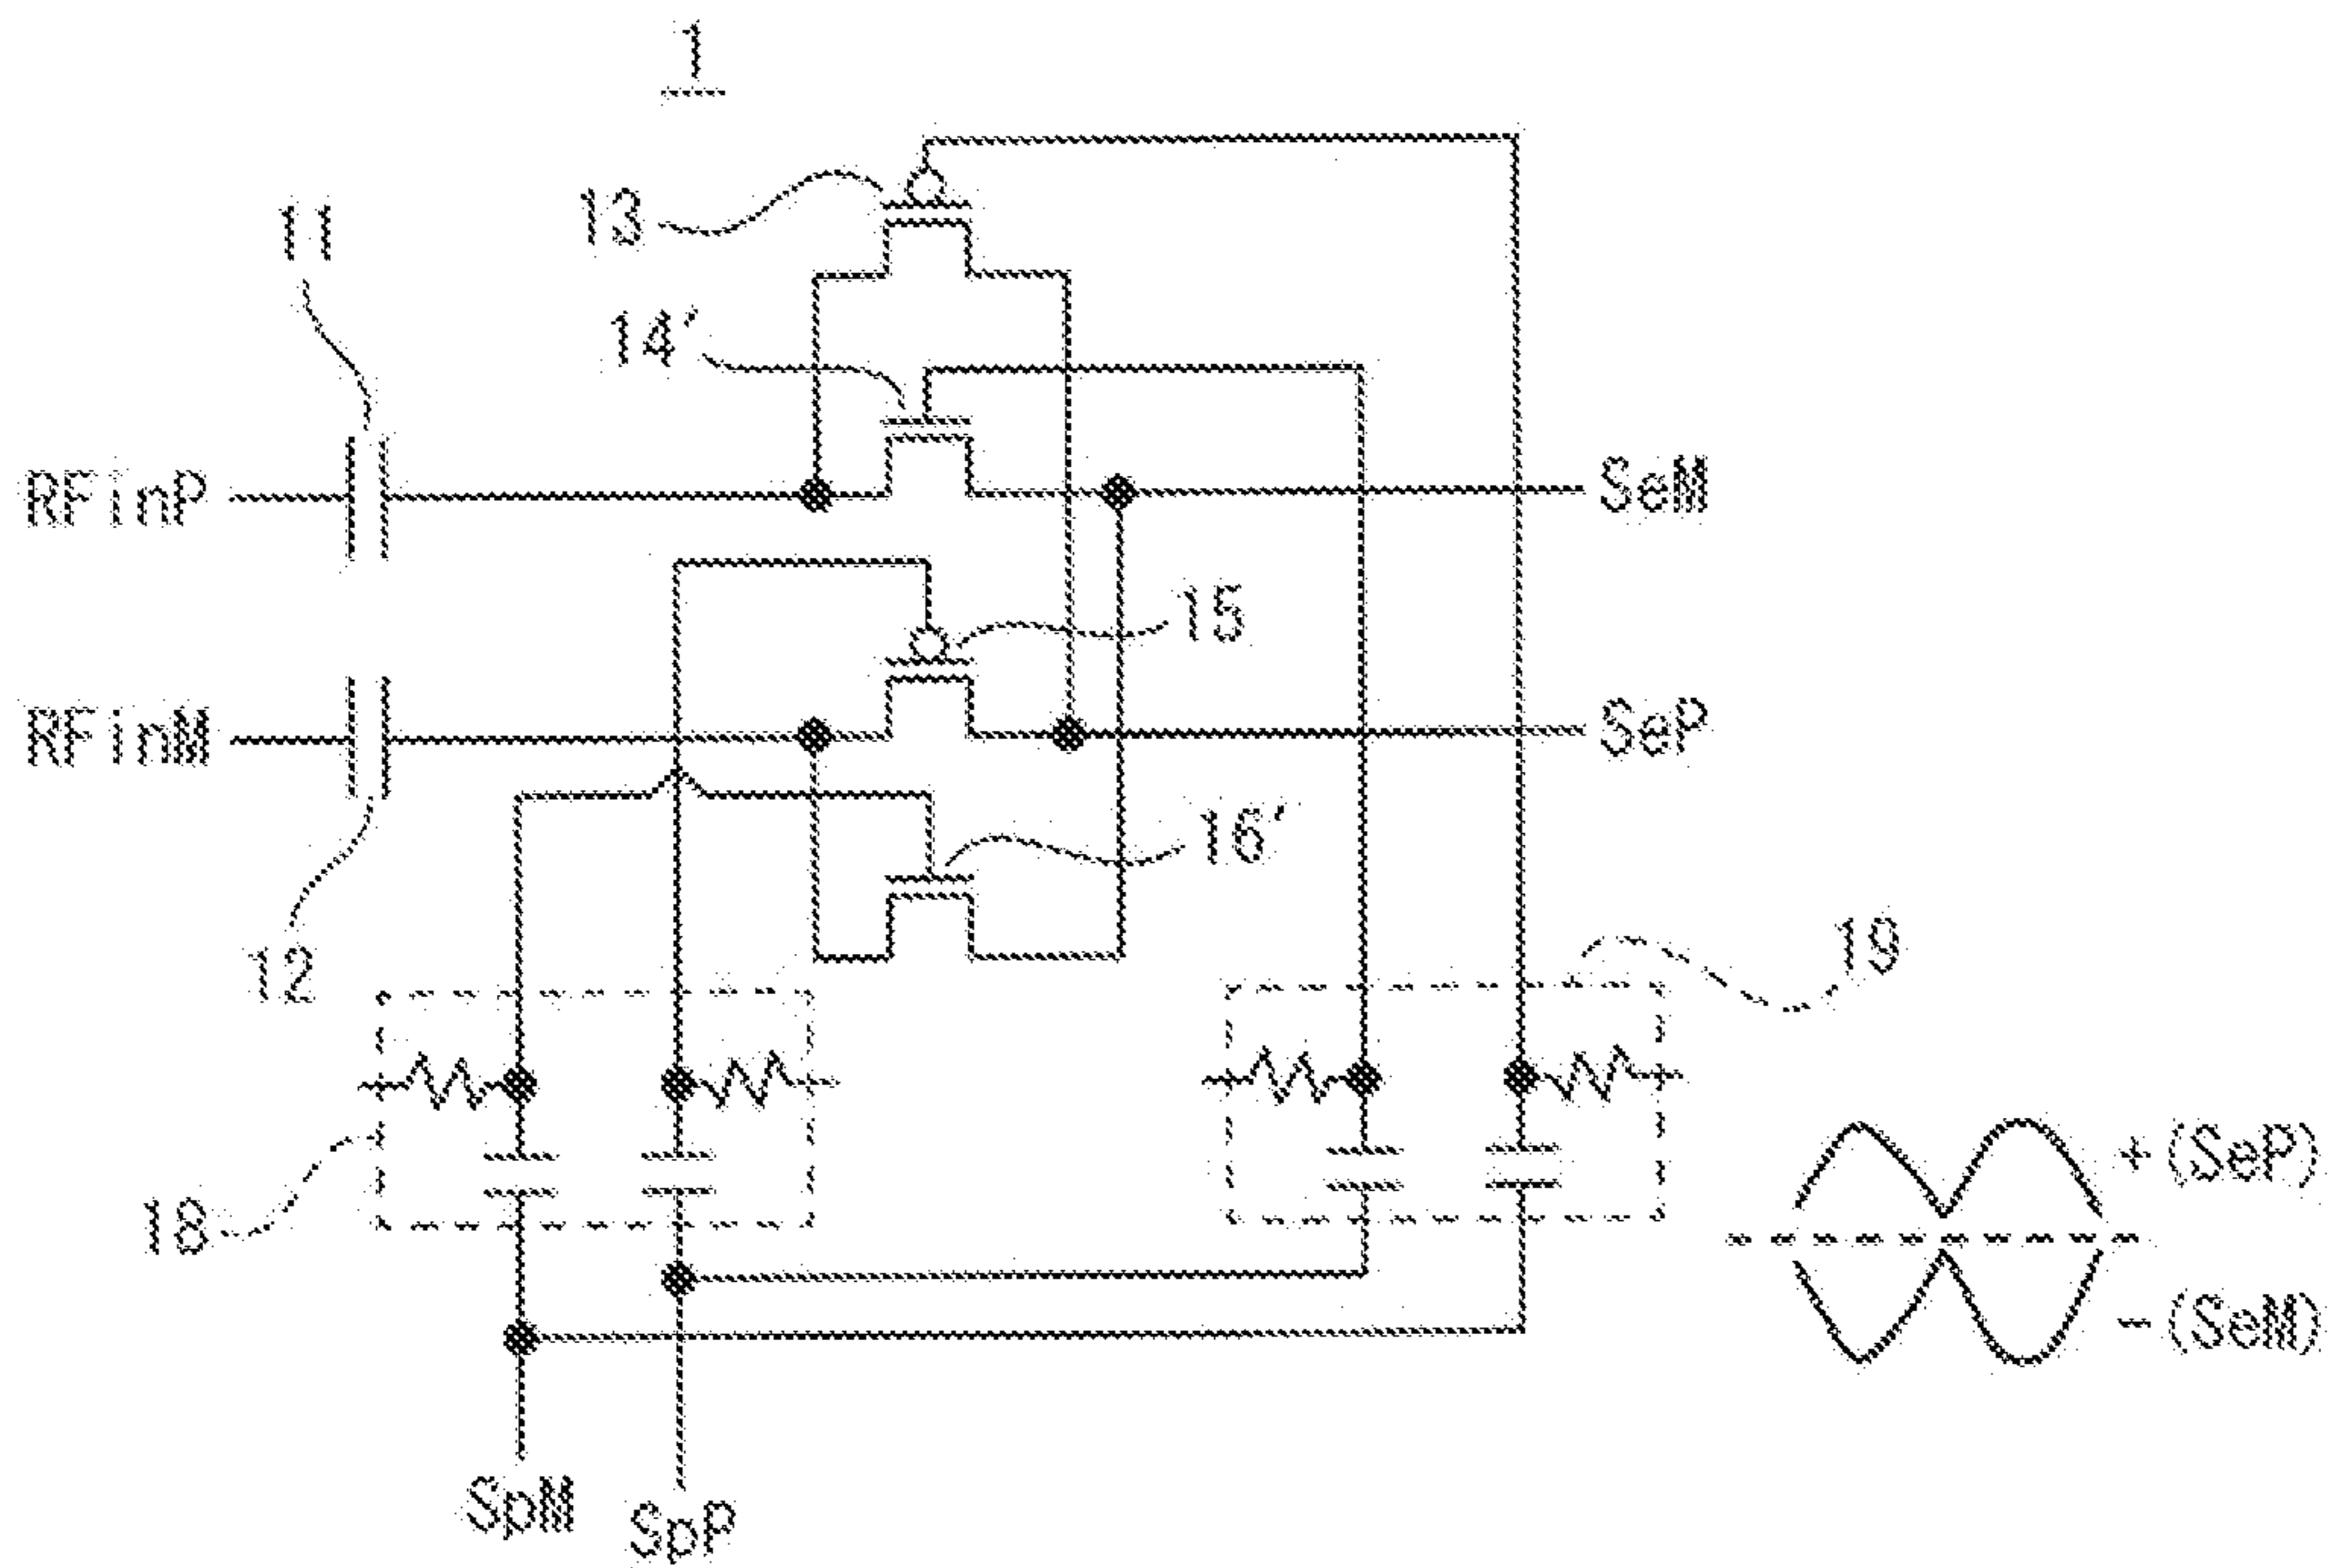 1
13
11
14'
RFinP
SeM
15
RFinM
SeP
16'
12
19
18
+(SeP)
-(SeM)
SpM
SpP